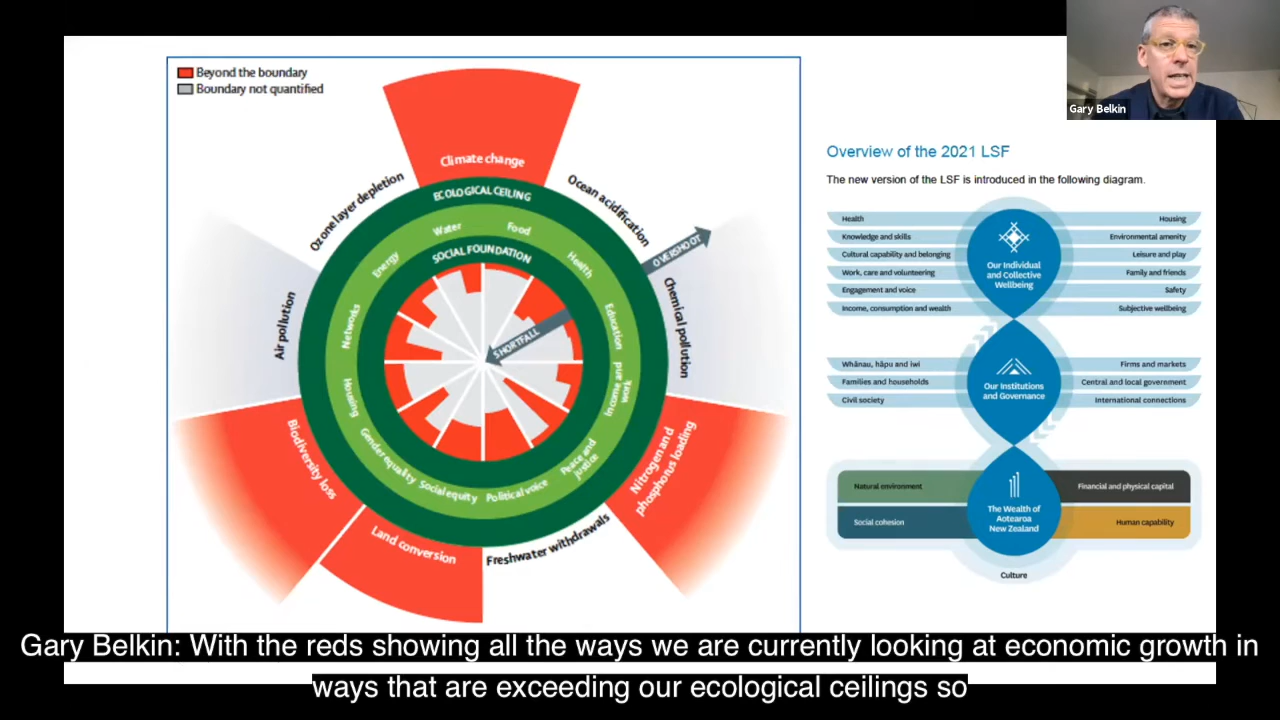 Beyond the boundary
Boundary not quantified
Climate change
Ozone layer depletion
Ocean acidification
ECOLOGICAL CEILING
Water
Food
Energy
Health
SOCIAL FOUNDATION
OVERSHOOT
Air pollution
Networks
SHORTFALL
Education
Chemical pollution
Housing
Income and
work
Biodiversity loss
Gender equality
Social equity
Political voice
Peace and
justice
Nitrogen and
phosphorus loading
Land conversion
Freshwater withdrawals
Gary Belkin
Overview of the 2021 LSF
The new version of the LSF is introduced in the following diagram.
Health
Knowledge and skills
Cultural capability and belonging
Work, care and volunteering
Engagement and voice
Income, consumption and wealth
Our Individual
and Collective
Wellbeing
Housing
Environmental amenity
Leisure and play
Family and friends
Safety
Subjective wellbeing
Whānau, hāpu and iwi
Families and households
Civil society
Our Institutions
and Governance
Firms and markets
Central and local government
International connections
Natural environment
Social cohesion
The Wealth of
Aotearoa
New Zealand
Financial and physical capital
Human capability
Culture
Gary Belkin: With the reds showing all the ways we are currently looking at economic growth in
ways that are exceeding our ecological ceilings so